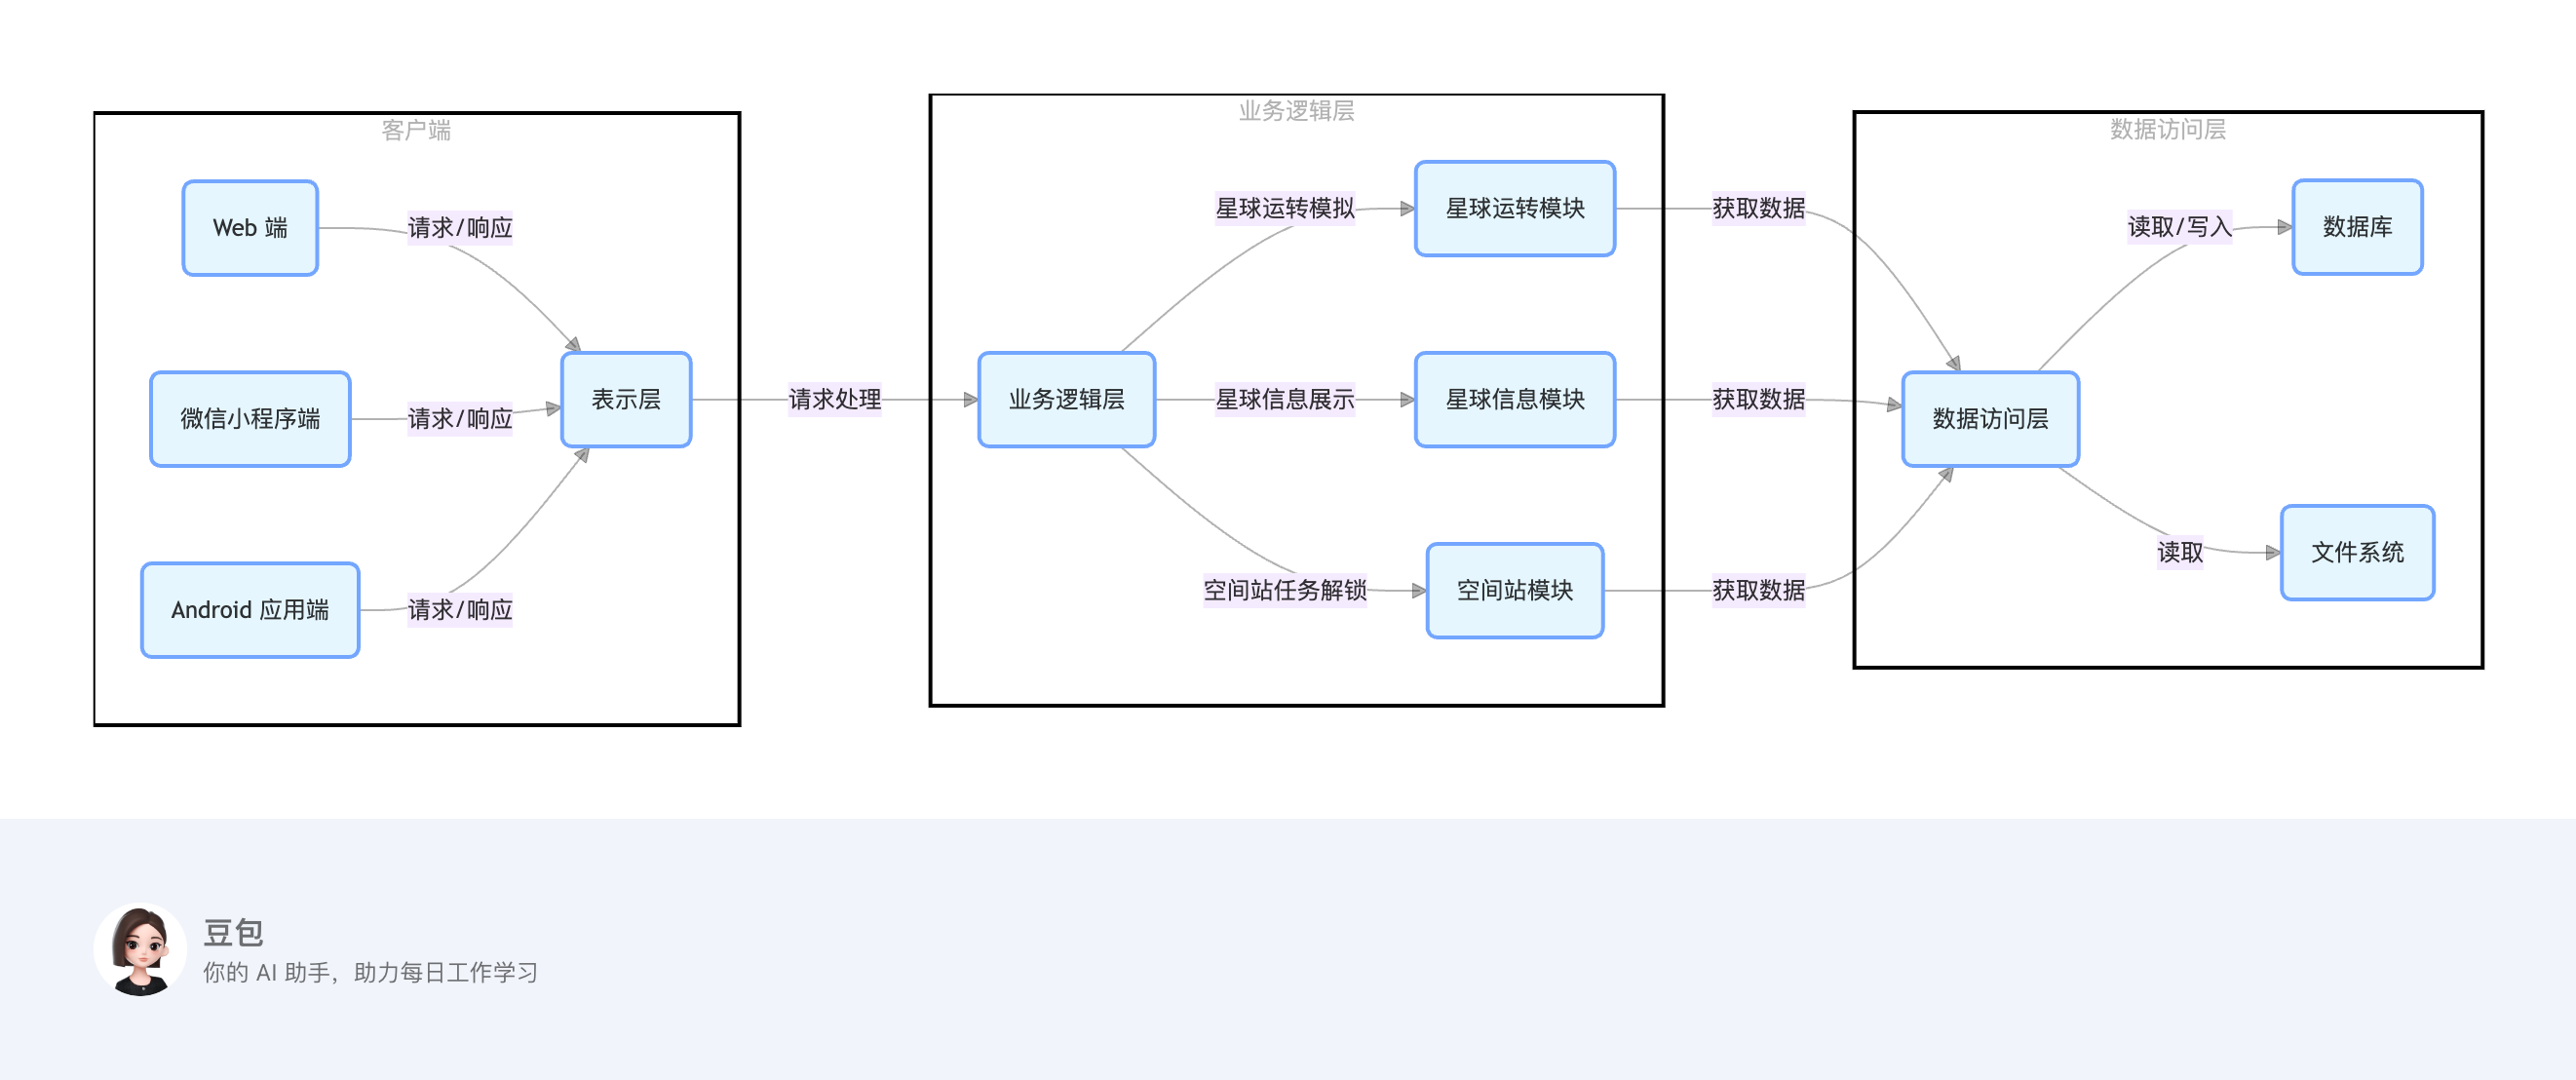 客户端
Web 端
请求/响应
微信小程序端
请求/响应
Android 应用端
请求/响应
表示层
请求处理
业务逻辑层
业务逻辑层
星球运转模拟
星球运转模块
星球信息展示
星球信息模块
空间站任务解锁
空间站模块
获取数据
获取数据
获取数据
数据访问层
数据访问层
读取/写入
数据库
读取
文件系统
豆包
你的 AI 助手，助力每日工作学习